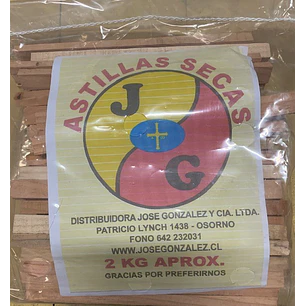 ASTILLAS SECAS
J
G
DISTRIBUIDORA JOSE GONZALEZ Y CIA. LTDA.
PATRICIO LYNCH 1438 - OSORNO
FONO 642 232031
WWW.JOSEGONZALEZ.CL
2 KG APROX.
GRACIAS POR PREFERIRNOS